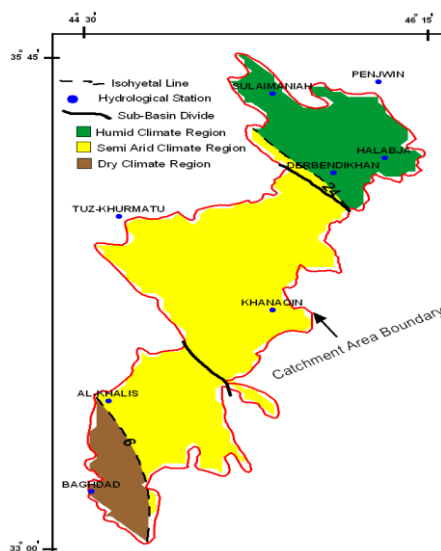 44° 30'
46° 15'
35° 45'
Isohyetal Line
Hydrological Station
Sub-Basin Divide
Humid Climate Region
Semi Arid Climate Region
Dry Climate Region
SULAIMANIAH
PENJWIN
HALABJA
DERBENDIKHAN
24
TUZ-KHURMATU
KHANAQIN
Catchment Area Boundary
AL-KHALIS
6
BAGHDAD
33° 00